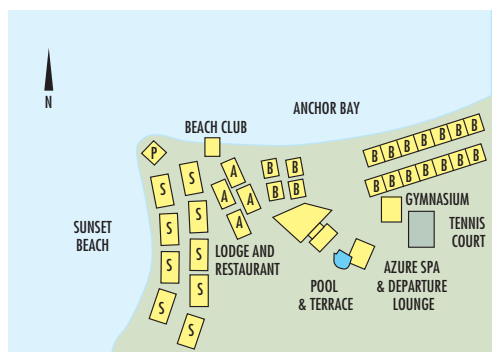 N
ANCHOR BAY
BEACH CLUB
B B B B B B B B
P
B B B B B B B B
A
B B
S
S
A
B B
A
S
S
GYMNASIUM
A
TENNIS
COURT
SUNSET
BEACH
S
LODGE AND
RESTAURANT
S
S
POOL
& TERRACE
AZURE SPA
& DEPARTURE
LOUNGE
S
S
S